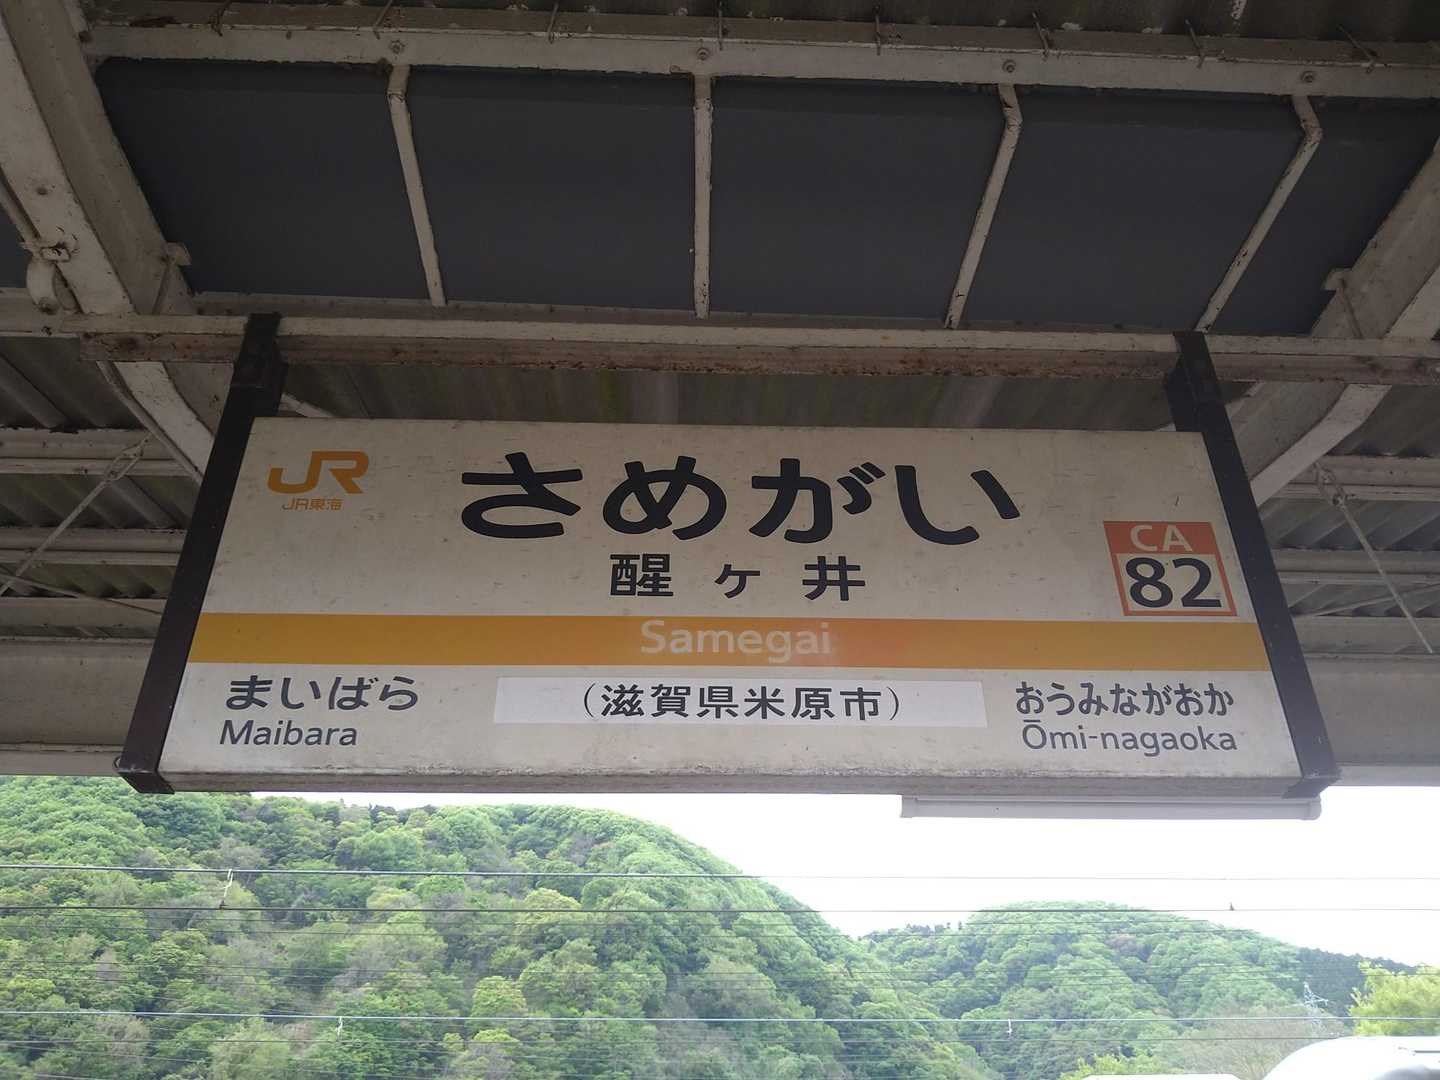 JR
JR東海
さめがい
醒ヶ井
CA
82
Samegai
まいばら
Maibara
（滋賀県米原市）
おうみながおか
Ōmi-nagaoka